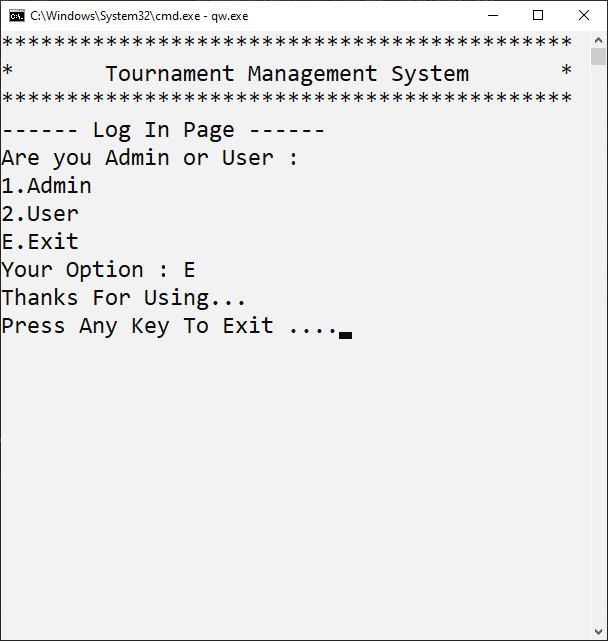 C:\Windows\System32\cmd.exe - qw.exe
********************************************
*       Tournament Management System       *
********************************************
------ Log In Page ------
Are you Admin or User :
1.Admin
2.User
E.Exit
Your Option : E
Thanks For Using...
Press Any Key To Exit ....